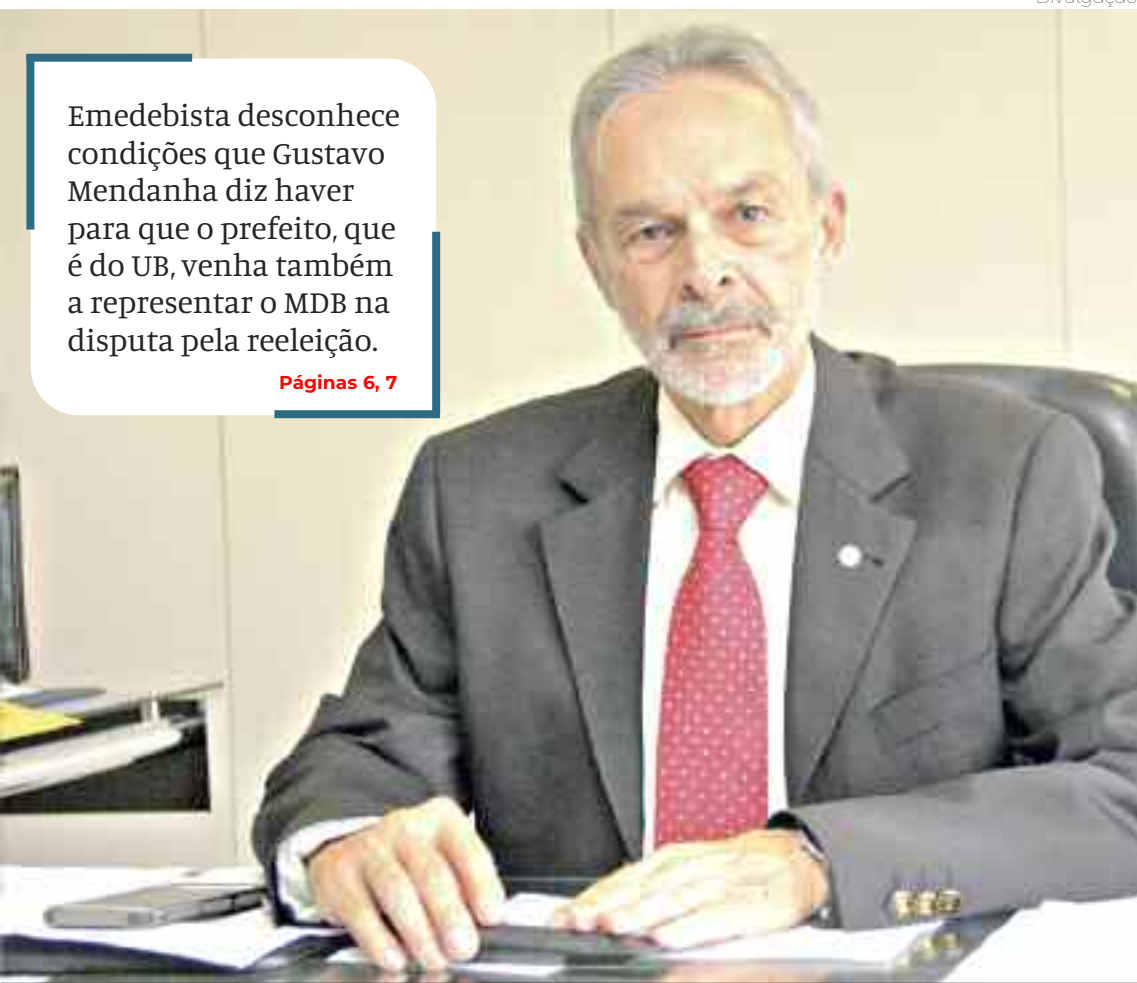 Divulgação
Emedebista desconhece
condições que Gustavo
Mendanha diz haver
para que o prefeito, que
é do UB, venha também
a representar o MDB na
disputa pela reeleição.
Páginas 6, 7